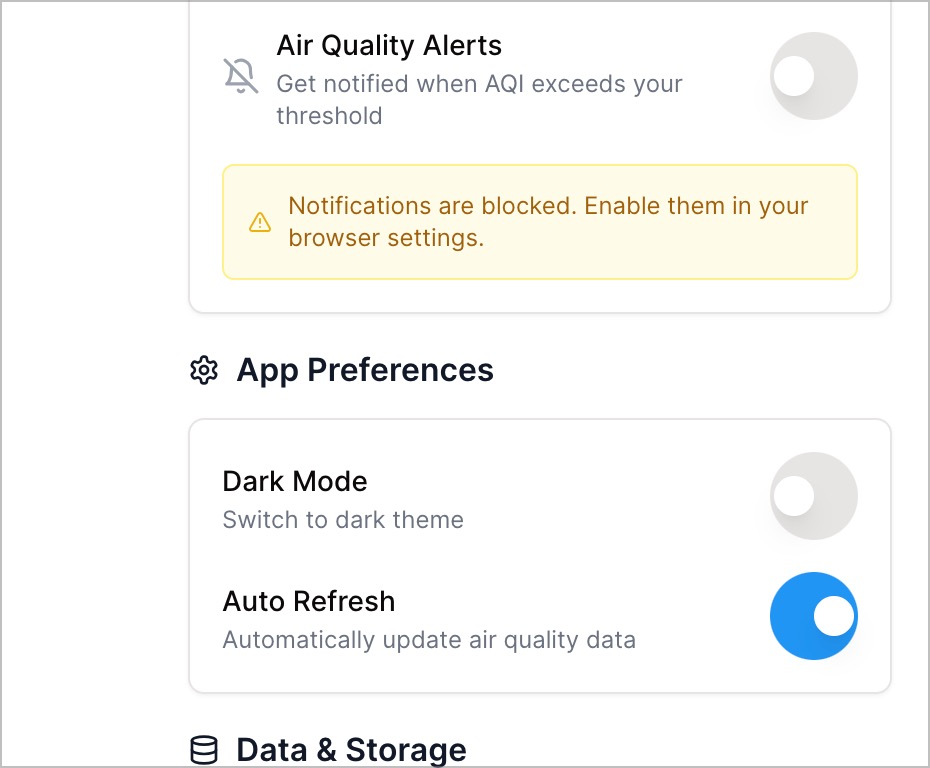 Air Quality Alerts
Get notified when AQI exceeds your
threshold
Notifications are blocked. Enable them in your
browser settings.
App Preferences
Dark Mode
Switch to dark theme
Auto Refresh
Automatically update air quality data
Data & Storage